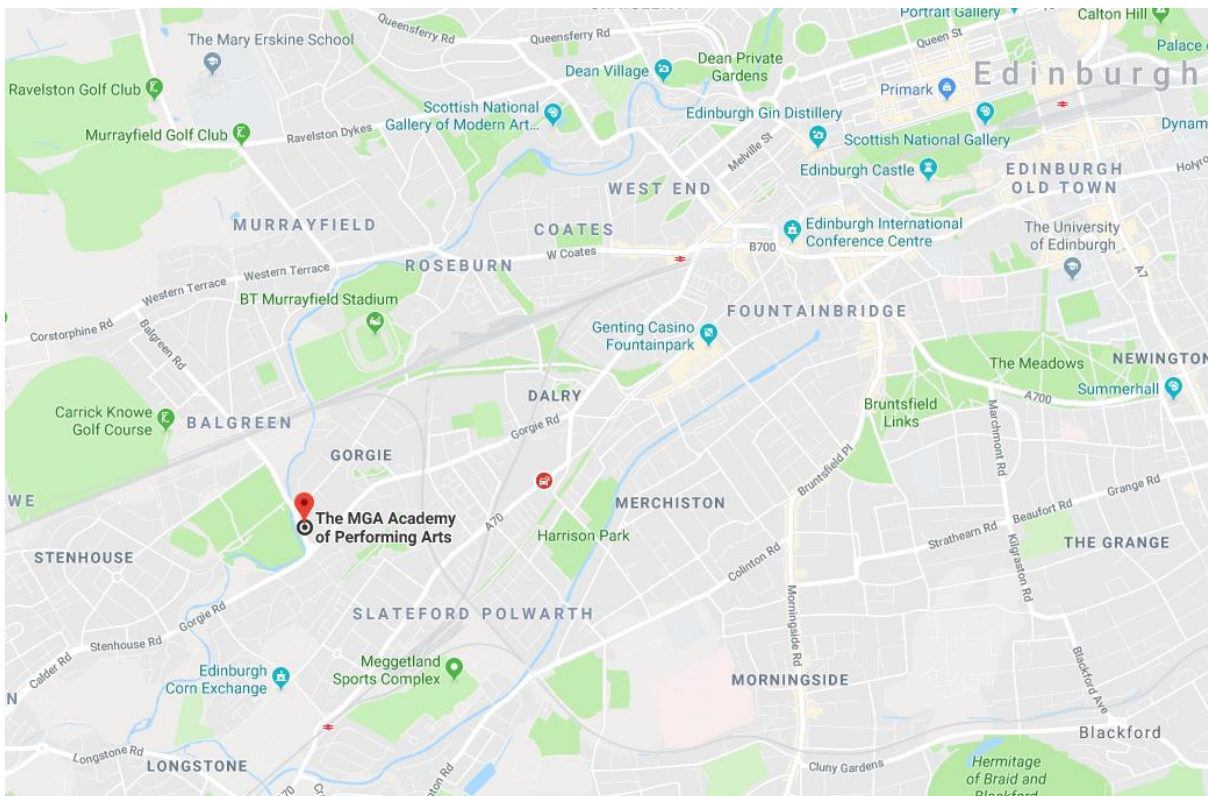 Queensferry Rd
Queensferry Rd
Portrait Gallery
Calton Hill
The Mary Erskine School
Queen St
Palace
Dean Village
Dean Private
Gardens
Edinburgh
Ravelston Golf Club
Primark
Scottish National
Gallery of Modern Art...
Edinburgh Gin Distillery
Murrayfield Golf Club
Ravelston Dykes
Melville St
Scottish National Gallery
Dynam
Edinburgh Castle
EDINBURGH
OLD TOWN
Holyro
WEST END
MURRAYFIELD
COATES
Edinburgh International
Conference Centre
The University
of Edinburgh
B700
W Coates
ROSEBURN
A7
Western Terrace
Western Terrace
BT Murrayfield Stadium
Corstorphine Rd
Balgreen Rd
FOUNTAINBRIDGE
Genting Casino
Fountainpark
The Meadows
NEWINGTON
Summerhall
A700
DALRY
Carrick Knowe
Golf Course
BALGREEN
Gorgie Rd
Bruntsfield
Links
Marchmont Rd
GORGIE
Bruntsfield Pl
WE
MERCHISTON
Grange Rd
Beaufort Rd
The MGA Academy
of Performing Arts
A70
Harrison Park
Strathearn Rd
THE GRANGE
STENHOUSE
Colinton Rd
Kilgraston Rd
Gorgie Rd
SLATEFORD
POLWARTH
Stenhouse Rd
Morningside Rd
Calder Rd
Edinburgh
Corn Exchange
Meggetland
Sports Complex
MORNINGSIDE
Blackford Ave
N
Blackford
Longstone Rd
LONGSTONE
Cluny Gardens
Hermitage
of Braid and
Blackford
A70
nton Rd